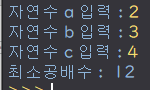 자연수 a 입력 : 2
자연수 b 입력 : 3
자연수 c 입력 : 4
최소공배수 : 12
>>>